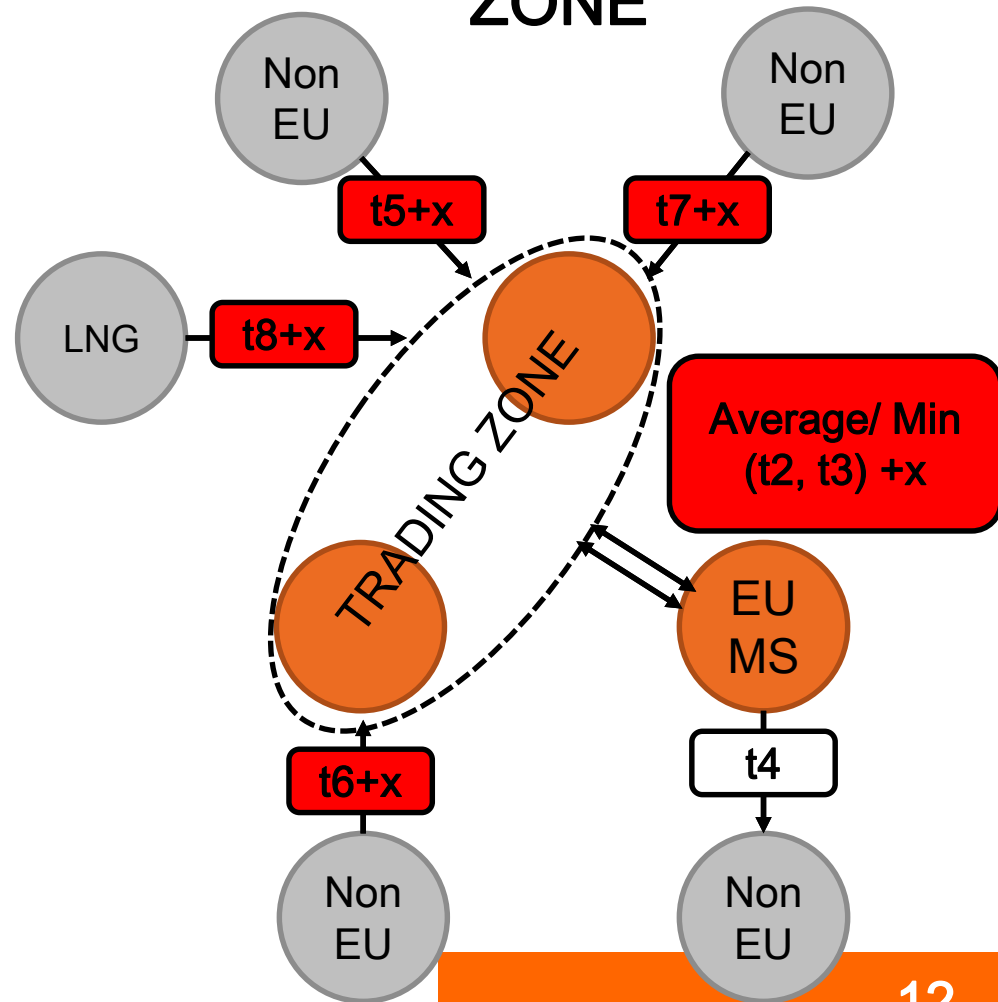 ZONE
Non
EU
Non
EU
t5+x
t7+x
LNG
t8+x
TRADING ZONE
Average/ Min
(t2, t3) +x
EU
MS
t4
t6+x
Non
EU
Non
EU
12